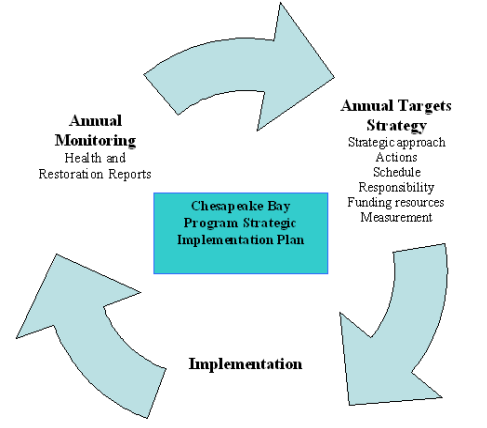 Annual
Monitoring
Health and
Restoration Reports
Annual Targets
Strategy
Strategic approach
Actions
Schedule
Responsibility
Funding resources
Measurement
Chesapeake Bay
Program Strategic
Implementation Plan
Implementation